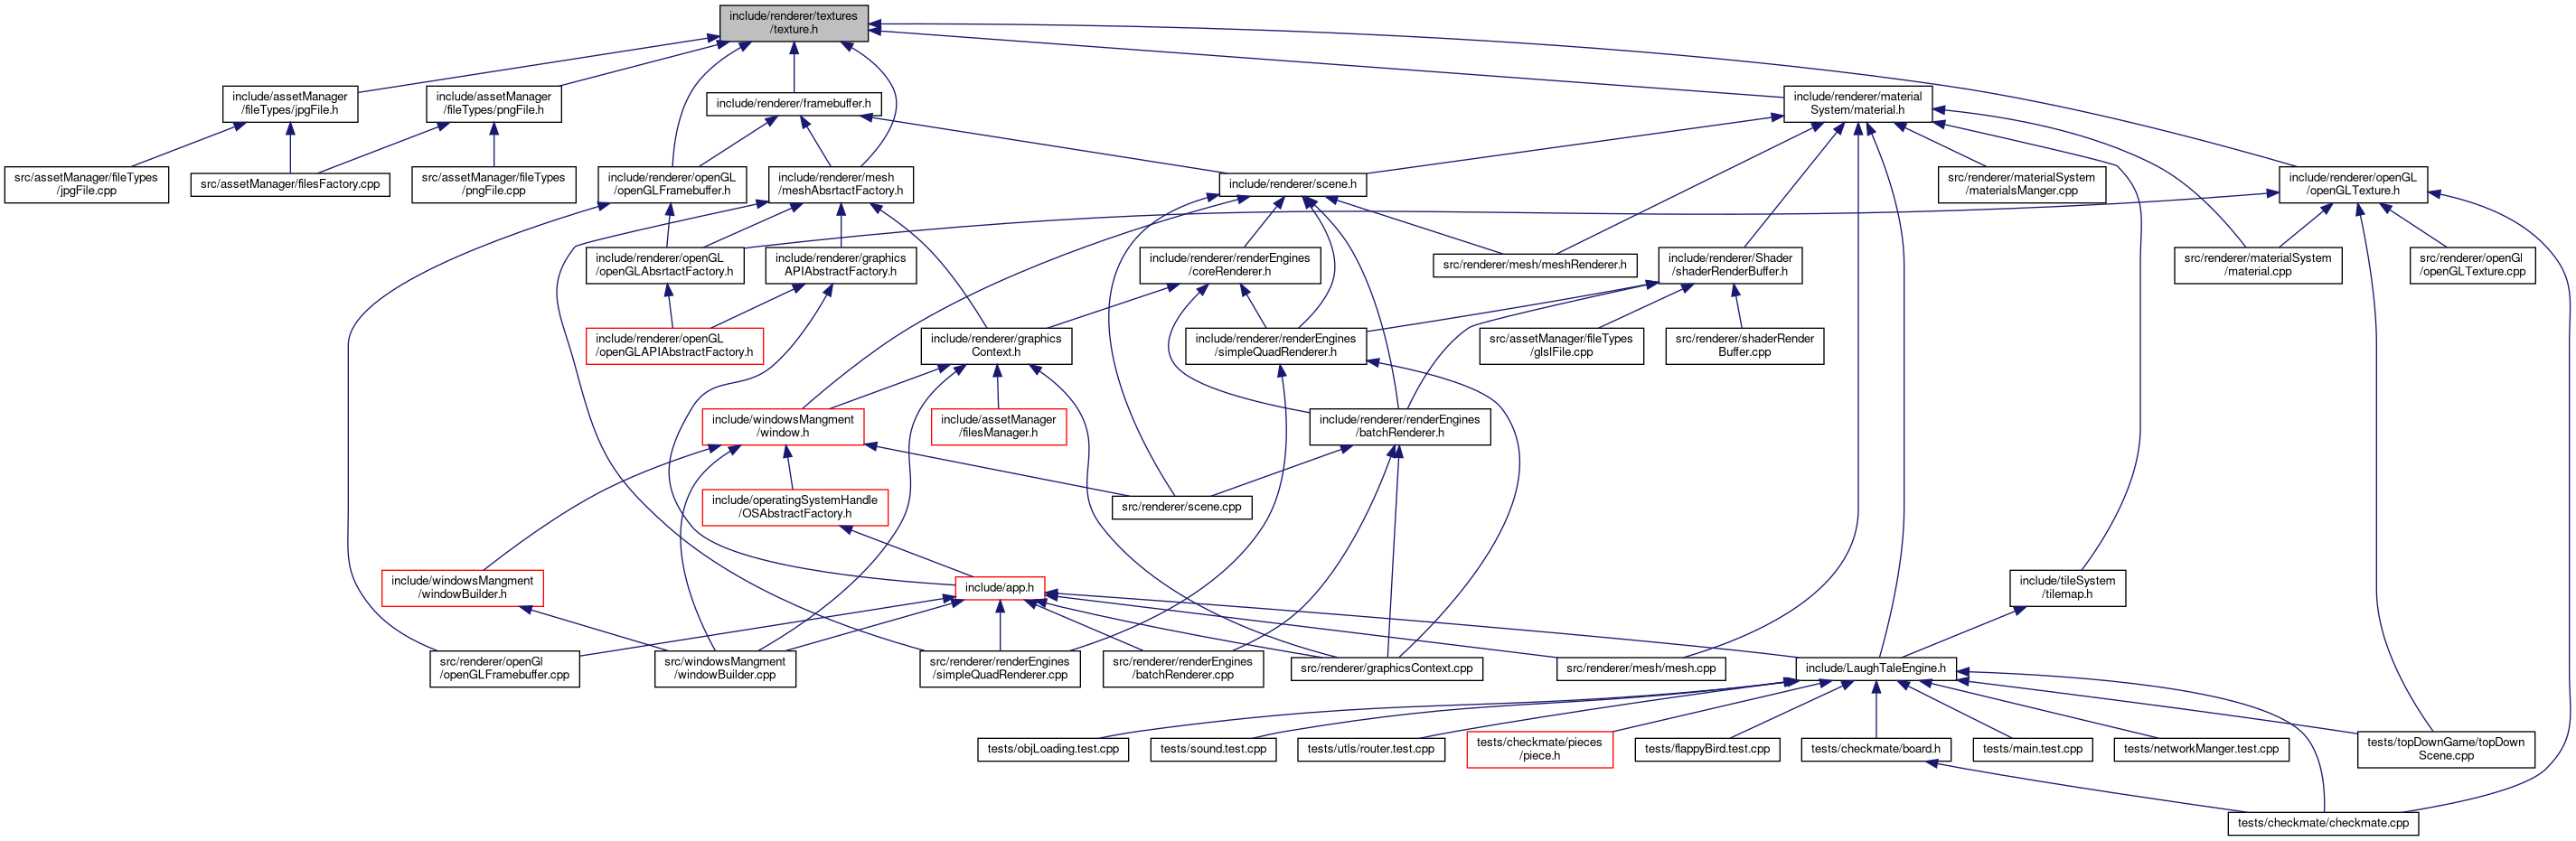 include/renderer/textures
/texture.h
include/assetManager
/fileTypes/jpgFile.h
include/assetManager
/fileTypes/pngFile.h
include/renderer/framebuffer.h
include/renderer/material
System/material.h
src/assetManager/fileTypes
/jpgFile.cpp
src/assetManager/filesFactory.cpp
src/assetManager/fileTypes
/pngFile.cpp
include/renderer/openGL
/openGLFramebuffer.h
include/renderer/mesh
/meshAbsrtactFactory.h
include/renderer/scene.h
src/renderer/materialSystem
/materialsManger.cpp
include/renderer/openGL
/openGLTexture.h
include/renderer/openGL
/openGLAbsrtactFactory.h
include/renderer/graphics
APIAbstractFactory.h
include/renderer/renderEngines
/coreRenderer.h
src/renderer/mesh/meshRenderer.h
include/renderer/Shader
/shaderRenderBuffer.h
src/renderer/materialSystem
/material.cpp
src/renderer/openGl
/openGLTexture.cpp
include/renderer/openGL
/openGLAPIAbstractFactory.h
include/renderer/graphics
Context.h
include/renderer/renderEngines
/simpleQuadRenderer.h
src/assetManager/fileTypes
/glslFile.cpp
src/renderer/shaderRender
Buffer.cpp
include/windowsMangment
/window.h
include/assetManager
/filesManager.h
include/renderer/renderEngines
/batchRenderer.h
include/operatingSystemHandle
/OSAbstractFactory.h
src/renderer/scene.cpp
include/windowsMangment
/windowBuilder.h
include/app.h
include/tileSystem
/tilemap.h
src/renderer/openGl
/openGLFramebuffer.cpp
src/windowsMangment
/windowBuilder.cpp
src/renderer/renderEngines
/simpleQuadRenderer.cpp
src/renderer/renderEngines
/batchRenderer.cpp
src/renderer/graphicsContext.cpp
src/renderer/mesh/mesh.cpp
include/LaughTaleEngine.h
tests/objLoading.test.cpp
tests/sound.test.cpp
tests/utls/router.test.cpp
tests/checkmate/pieces
/piece.h
tests/flappyBird.test.cpp
tests/checkmate/board.h
tests/main.test.cpp
tests/networkManger.test.cpp
tests/topDownGame/topDown
Scene.cpp
tests/checkmate/checkmate.cpp